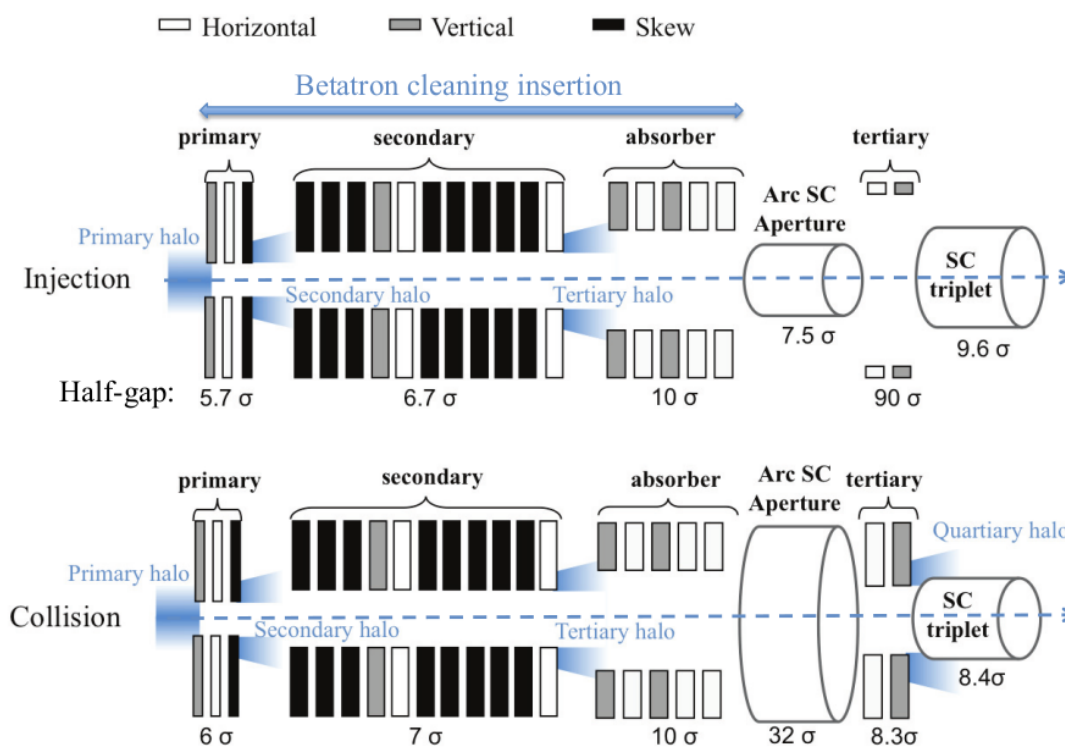 Horizontal Vertical Skew
Betatron cleaning insertion
primary secondary absorber tertiary
Arc SC
Aperture
Primary halo
Injection
SC
triplet
Secondary halo Tertiary halo
7.5 σ
9.6 σ
Half-gap: 5.7 σ 6.7 σ 10 σ 90 σ
primary secondary absorber Arc SC tertiary
Aperture
Quartiary halo
Primary halo
Collision
SC
triplet
Secondary halo Tertiary halo
8.4σ
6 σ 7 σ 10 σ 32 σ 8.3σ